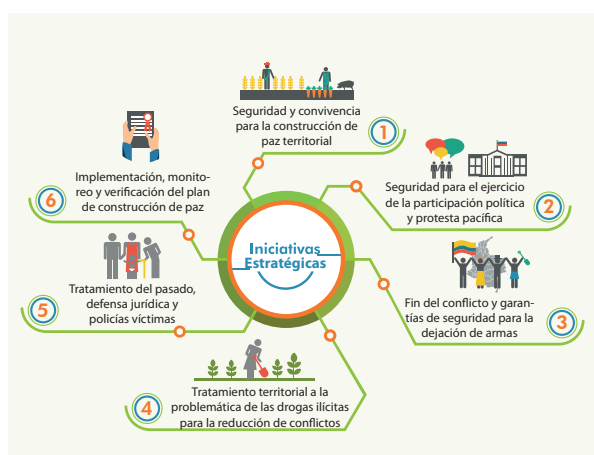 Seguridad y convivencia
para la construcción de
paz territorial
1
Seguridad para el ejercicio
de la participación política
y protesta pacífica
2
Fin del conflicto y garan-
tías de seguridad para la
dejación de armas
3
Tratamiento territorial a la
problemática de las drogas ilícitas
para la reducción de conflictos
4
Tratamiento del pasado,
defensa jurídica y
policías víctimas
5
Implementación, monito-
reo y verificación del plan
de construcción de paz
6
Iniciativas
Estratégicas